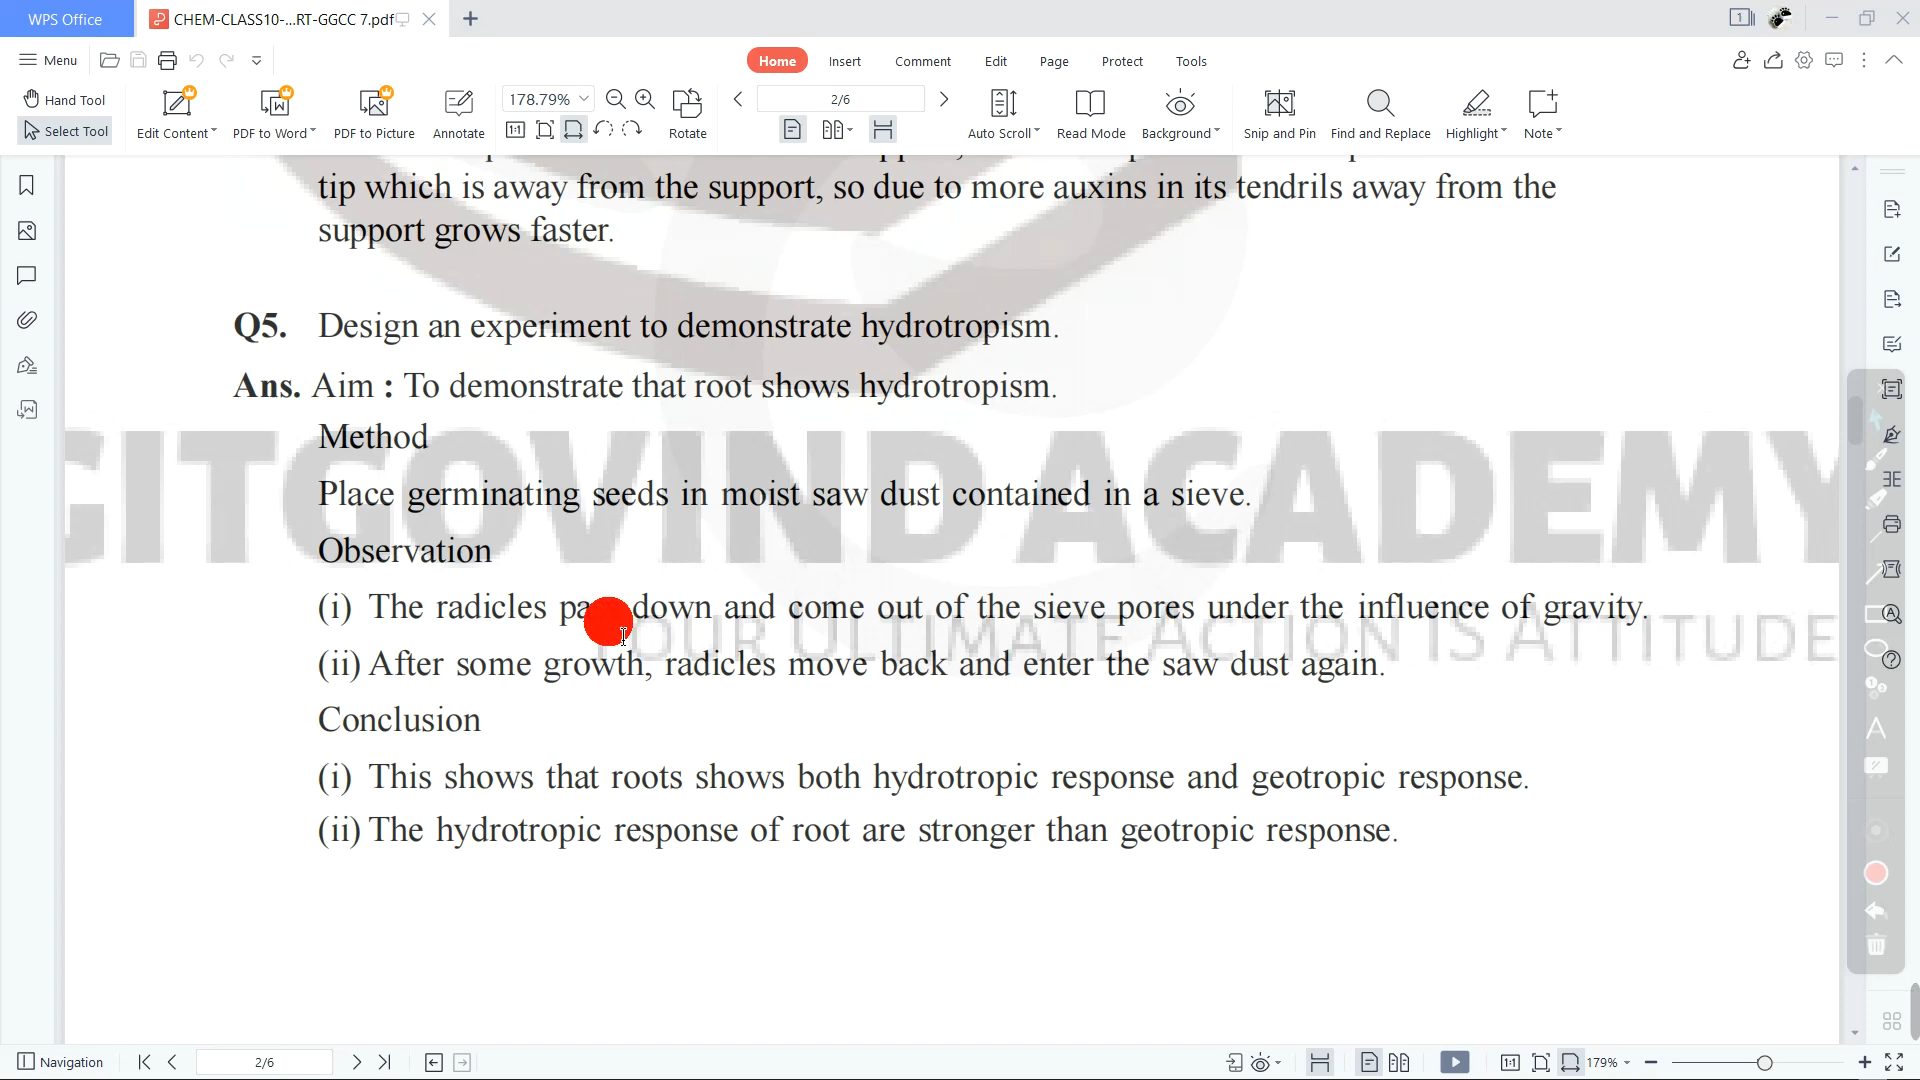 WPS Office
CHEM-CLASS10-...RT-GGCC 7.pdf
1
Menu
Home Insert Comment Edit Page Protect Tools
Hand Tool
Select Tool
Edit Content
PDF to Word
PDF to Picture
Annotate
178.79%
1:1
Rotate
2/6
Auto Scroll
Read Mode
Background
Snip and Pin
Find and Replace
Highlight
Note
tip which is away from the support, so due to more auxins in its tendrils away from the
support grows faster.
Q5. Design an experiment to demonstrate hydrotropism.
Ans. Aim : To demonstrate that root shows hydrotropism.
Method
GITGOVIND ACADEMY
Place germinating seeds in moist saw dust contained in a sieve.
Observation
(i) The radicles down and come out of the sieve pores under the influence of gravity.
OUR ULTIMATE ACTION IS ATTITUDE
(ii) After some growth, radicles move back and enter the saw dust again.
Conclusion
(i) This shows that roots shows both hydrotropic response and geotropic response.
(ii) The hydrotropic response of root are stronger than geotropic response.
Navigation
2/6
1:1
179%